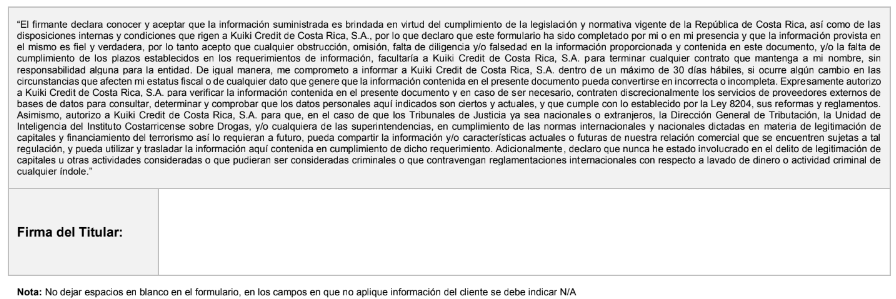 "El firmante declara conocer y aceptar que la información suministrada es brindada en virtud del cumplimiento de la legislación y normativa vigente de la República de Costa Rica, así como de las
disposiciones internas y condiciones que rigen a Kuiki Credit de Costa Rica, S.A., por lo que declaro que este formulario ha sido completado por mi o en mi presencia y que la información provista en
el mismo es fiel y verdadera, por lo tanto acepto que cualquier obstrucción, omisión, falta de diligencia y/o falsedad en la información proporcionada y contenida en este documento, y/o la falta de
cumplimiento de los plazos establecidos en los requerimientos de información, facultaría a Kuiki Credit de Costa Rica, S.A. para terminar cualquier contrato que mantenga a mi nombre, sin
responsabilidad alguna para la entidad. De igual manera, me comprometo a informar a Kuiki Credit de Costa Rica, S.A. dentro de un máximo de 30 días hábiles, si ocurre algún cambio en las
circunstancias que afecten mi estatus fiscal o de cualquier dato que genere que la información contenida en el presente documento pueda convertirse en incorrecta o incompleta. Expresamente autorizo
a Kuiki Credit de Costa Rica, S.A. para verificar la información contenida en el presente documento y en caso de ser necesario, contraten discrecionalmente los servicios de proveedores externos de
bases de datos para consultar, determinar y comprobar que los datos personales aquí indicados son ciertos y actuales, y que cumple con lo establecido por la Ley 8204, sus reformas y reglamentos.
Asimismo, autorizo a Kuiki Credit de Costa Rica, S.A. para que, en el caso de que los Tribunales de Justicia ya sea nacionales o extranjeros, la Dirección General de Tributación, la Unidad de
Inteligencia del Instituto Costarricense sobre Drogas, y/o cualquiera de las superintendencias, en cumplimiento de las normas internacionales y nacionales dictadas en materia de legitimación de
capitales y financiamiento del terrorismo así lo requieran a futuro, pueda compartir la información y/o características actuales o futuras de nuestra relación comercial que se encuentren sujetas a tal
regulación, y pueda utilizar y trasladar la información aquí contenida en cumplimiento de dicho requerimiento. Adicionalmente, declaro que nunca he estado involucrado en el delito de legitimación de
capitales u otras actividades consideradas o que pudieran ser consideradas criminales o que contravengan reglamentaciones internacionales con respecto a lavado de dinero o actividad criminal de
cualquier índole."
Firma del Titular:
Nota: No dejar espacios en blanco en el formulario, en los campos en que no aplique información del cliente se debe indicar N/A